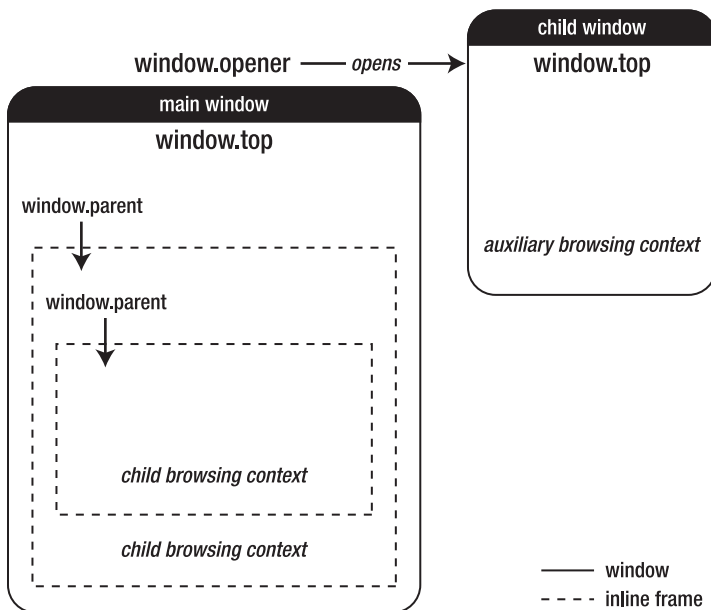 child window
window.opener
opens
window.top
main window
window.top
window.parent
auxiliary browsing context
window.parent
child browsing context
child browsing context
window
inline frame